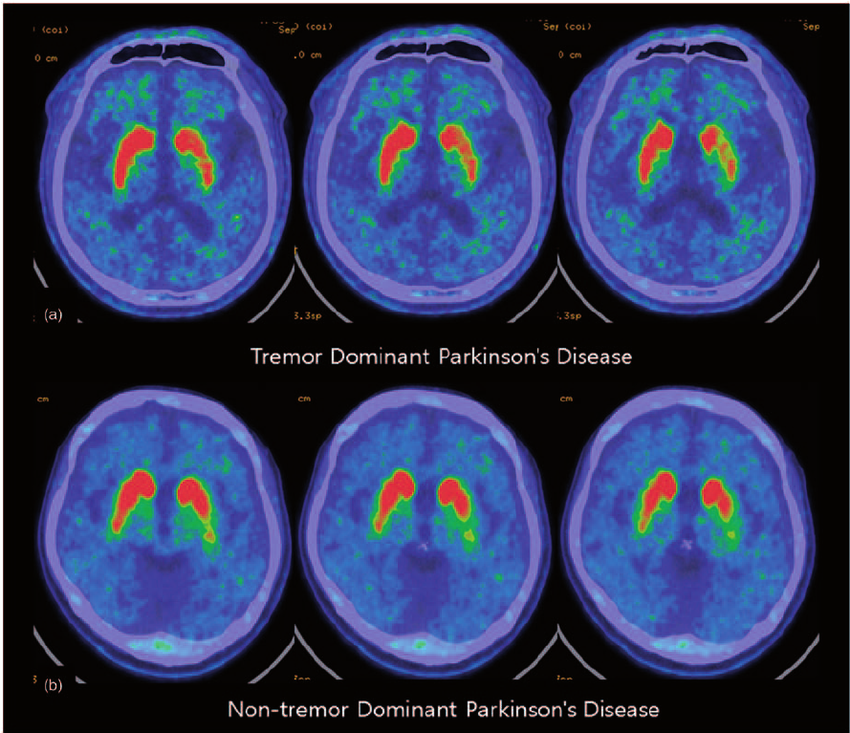 (coi) Sep (coi) Sep (coi) Sep
0 cm .0 cm 0 cm
(a) 3.3sp .3sp
Tremor Dominant Parkinson's Disease
cm cm cm
(b)
Non-tremor Dominant Parkinson's Disease